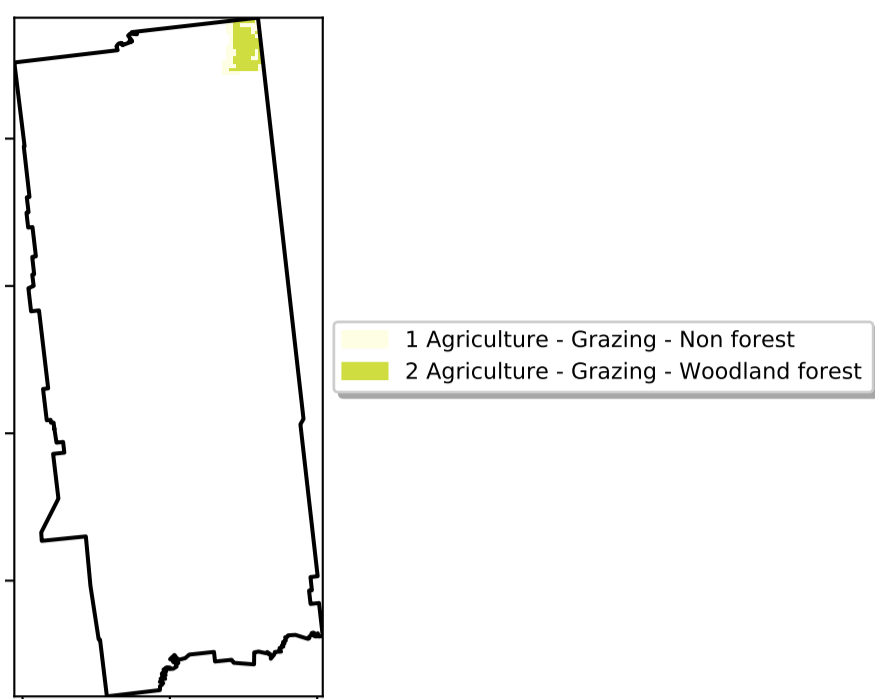 1 Agriculture - Grazing - Non forest
2 Agriculture - Grazing - Woodland forest